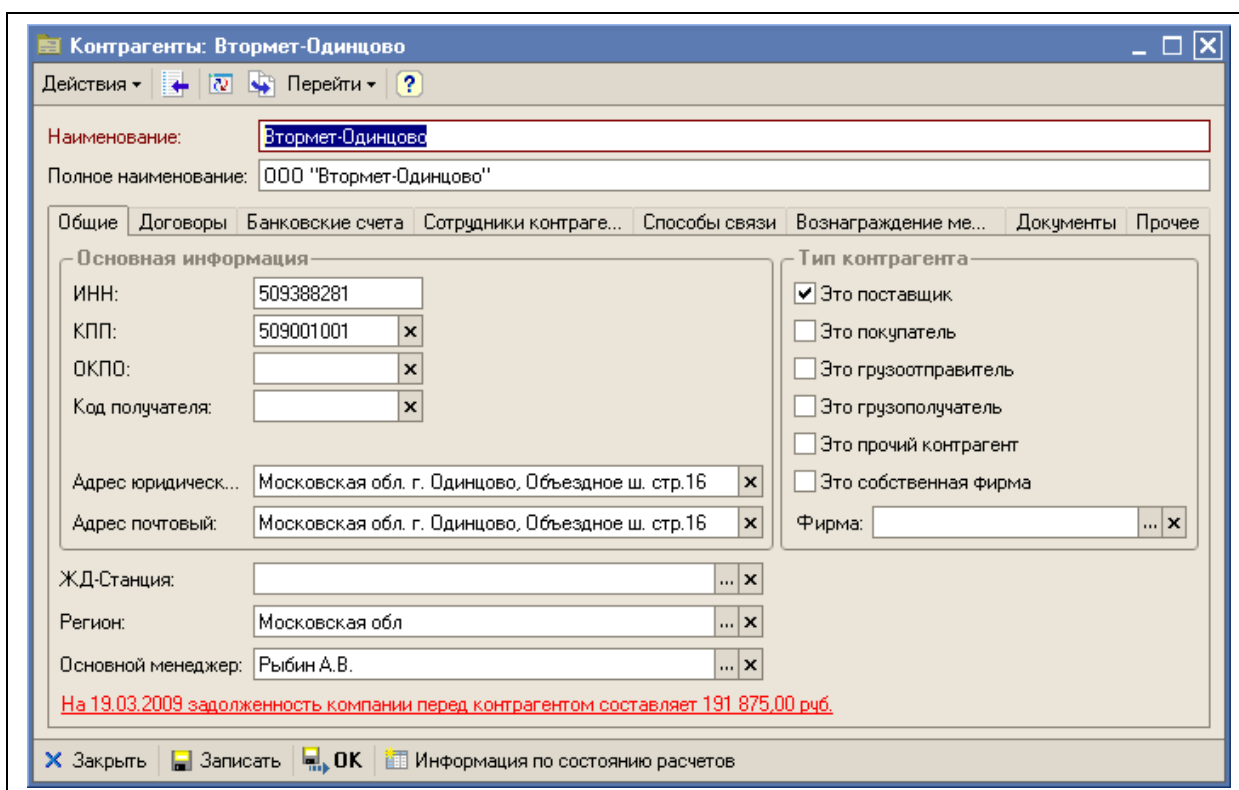 Контрагенты: Втормет-Одинцово
Действия Перейти ?
Наименование: Втормет-Одинцово
Полное наименование: ООО "Втормет-Одинцово"
Общие Договоры Банковские счета Сотрудники контраге... Способы связи Вознаграждение ме... Документы Прочее
Основная информация Тип контрагента
ИНН: 509388281 Это поставщик
КПП: 509001001 Это покупатель
ОКПО: Это грузоотправитель
Код получателя: Это грузополучатель
Это прочий контрагент
Адрес юридическ... Московская обл. г. Одинцово, Объездное ш. стр.16 Это собственная фирма
Адрес почтовый: Московская обл. г. Одинцово, Объездное ш. стр.16 Фирма: ...
ЖД-Станция: ...
Регион: Московская обл ...
Основной менеджер: Рыбин А.В. ...
На 19.03.2009 задолженность компании перед контрагентом составляет 191 875,00 руб.
Закрыть Записать OK Информация по состоянию расчетов